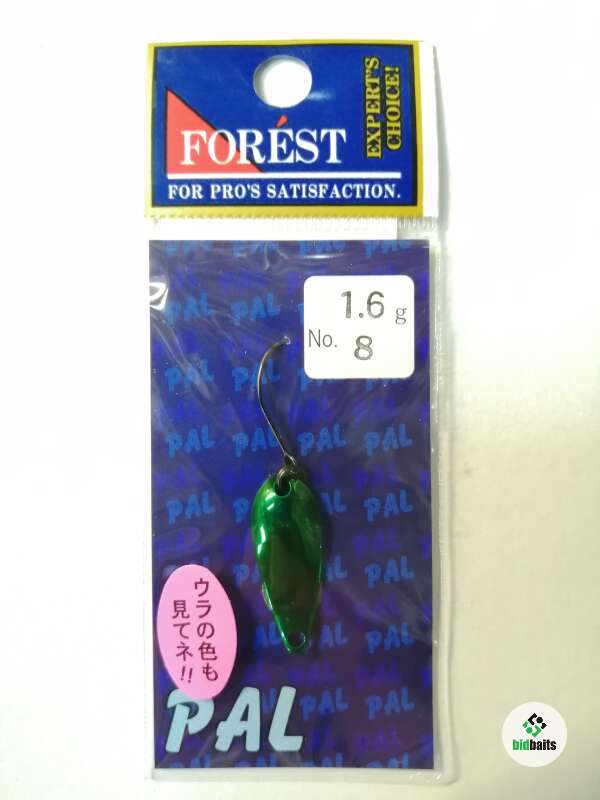 FORÉST
EXPERT'S
CHOICE!
FOR PRO'S SATISFACTION.
1.6 g
No. 8
ウラの色も
見てネ!!
PAL
bidbaits